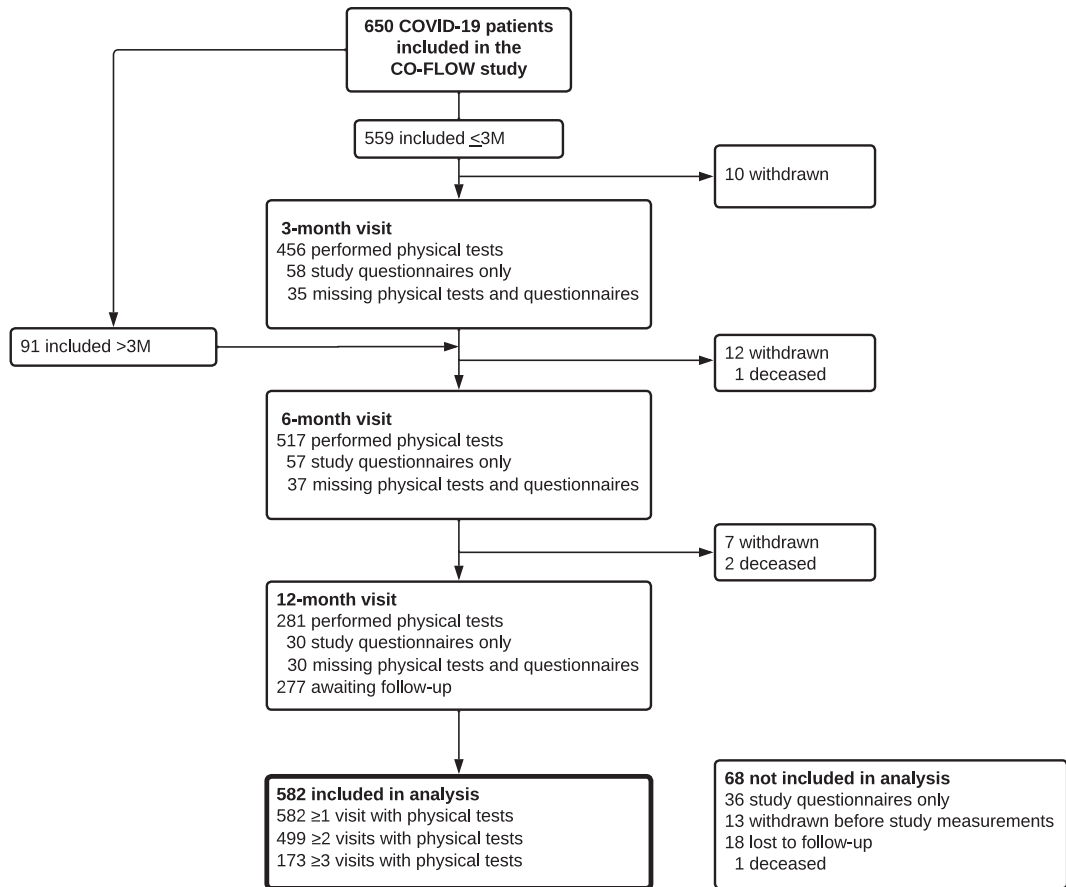 650 COVID-19 patients
included in the
CO-FLOW study
559 included ≤3M
10 withdrawn
3-month visit
456 performed physical tests
58 study questionnaires only
35 missing physical tests and questionnaires
91 included >3M
12 withdrawn
1 deceased
6-month visit
517 performed physical tests
57 study questionnaires only
37 missing physical tests and questionnaires
7 withdrawn
2 deceased
12-month visit
281 performed physical tests
30 study questionnaires only
30 missing physical tests and questionnaires
277 awaiting follow-up
582 included in analysis
582 ≥1 visit with physical tests
499 ≥2 visits with physical tests
173 ≥3 visits with physical tests
68 not included in analysis
36 study questionnaires only
13 withdrawn before study measurements
18 lost to follow-up
1 deceased